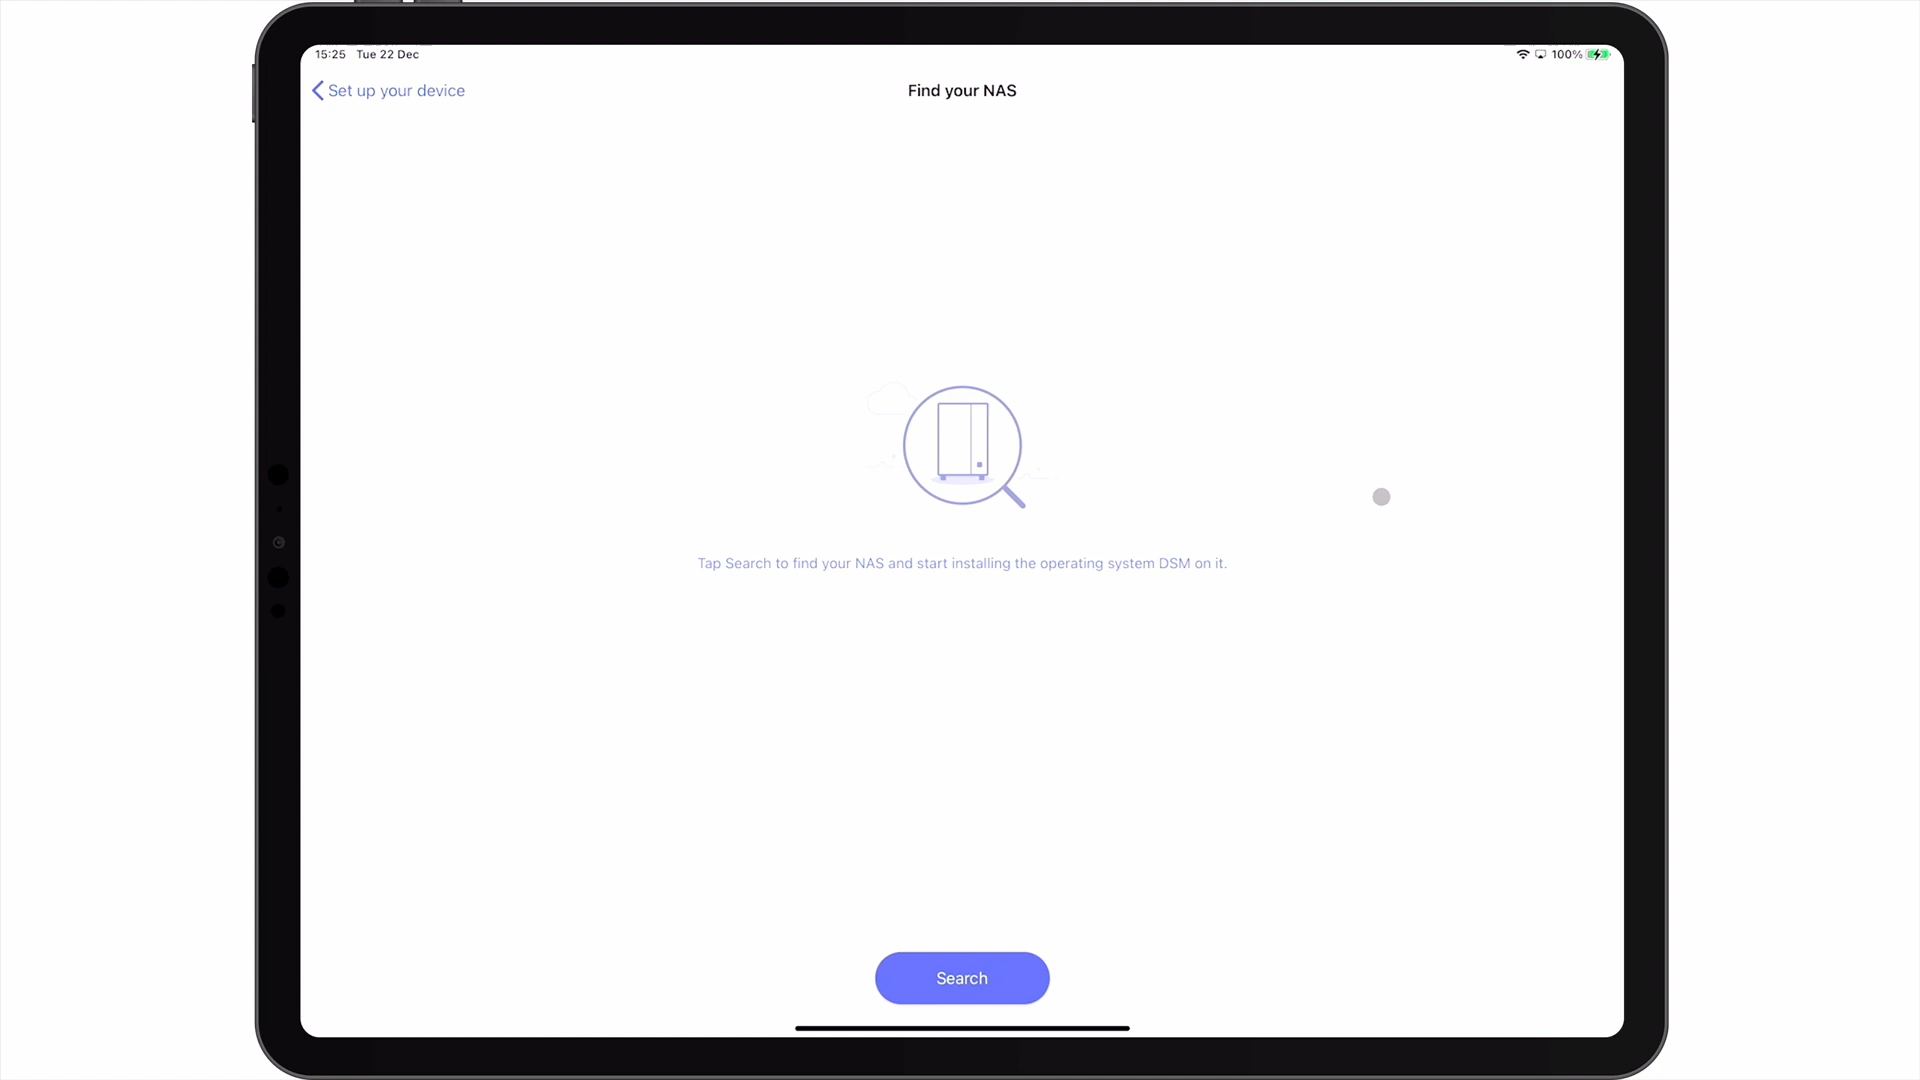 15:25 Tue 22 Dec
100%
Set up your device
Find your NAS
Tap Search to find your NAS and start installing the operating system DSM on it.
Search